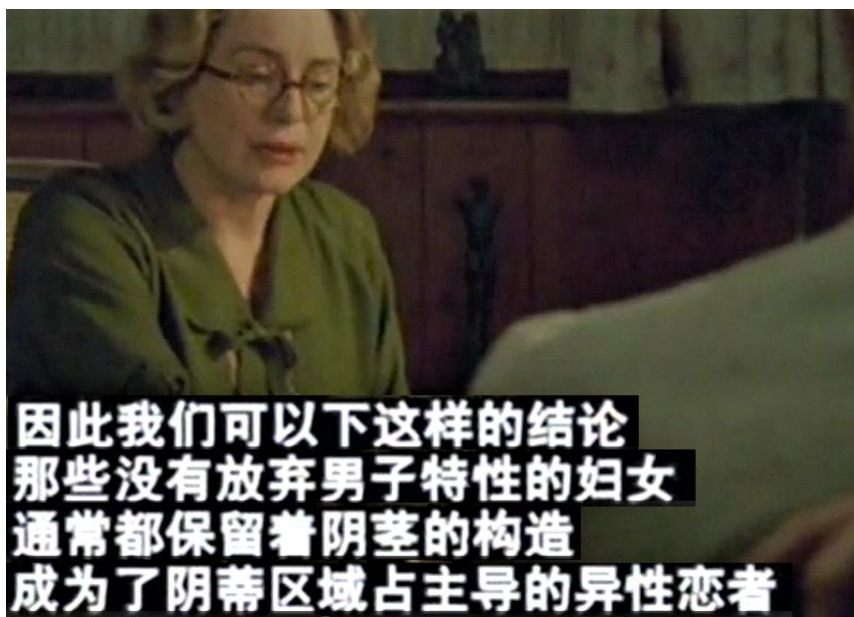 因此我们可以下这样的结论
那些没有放弃男子特性的妇女
通常都保留着阴茎的构造
成为了阴蒂区域占主导的异性恋者